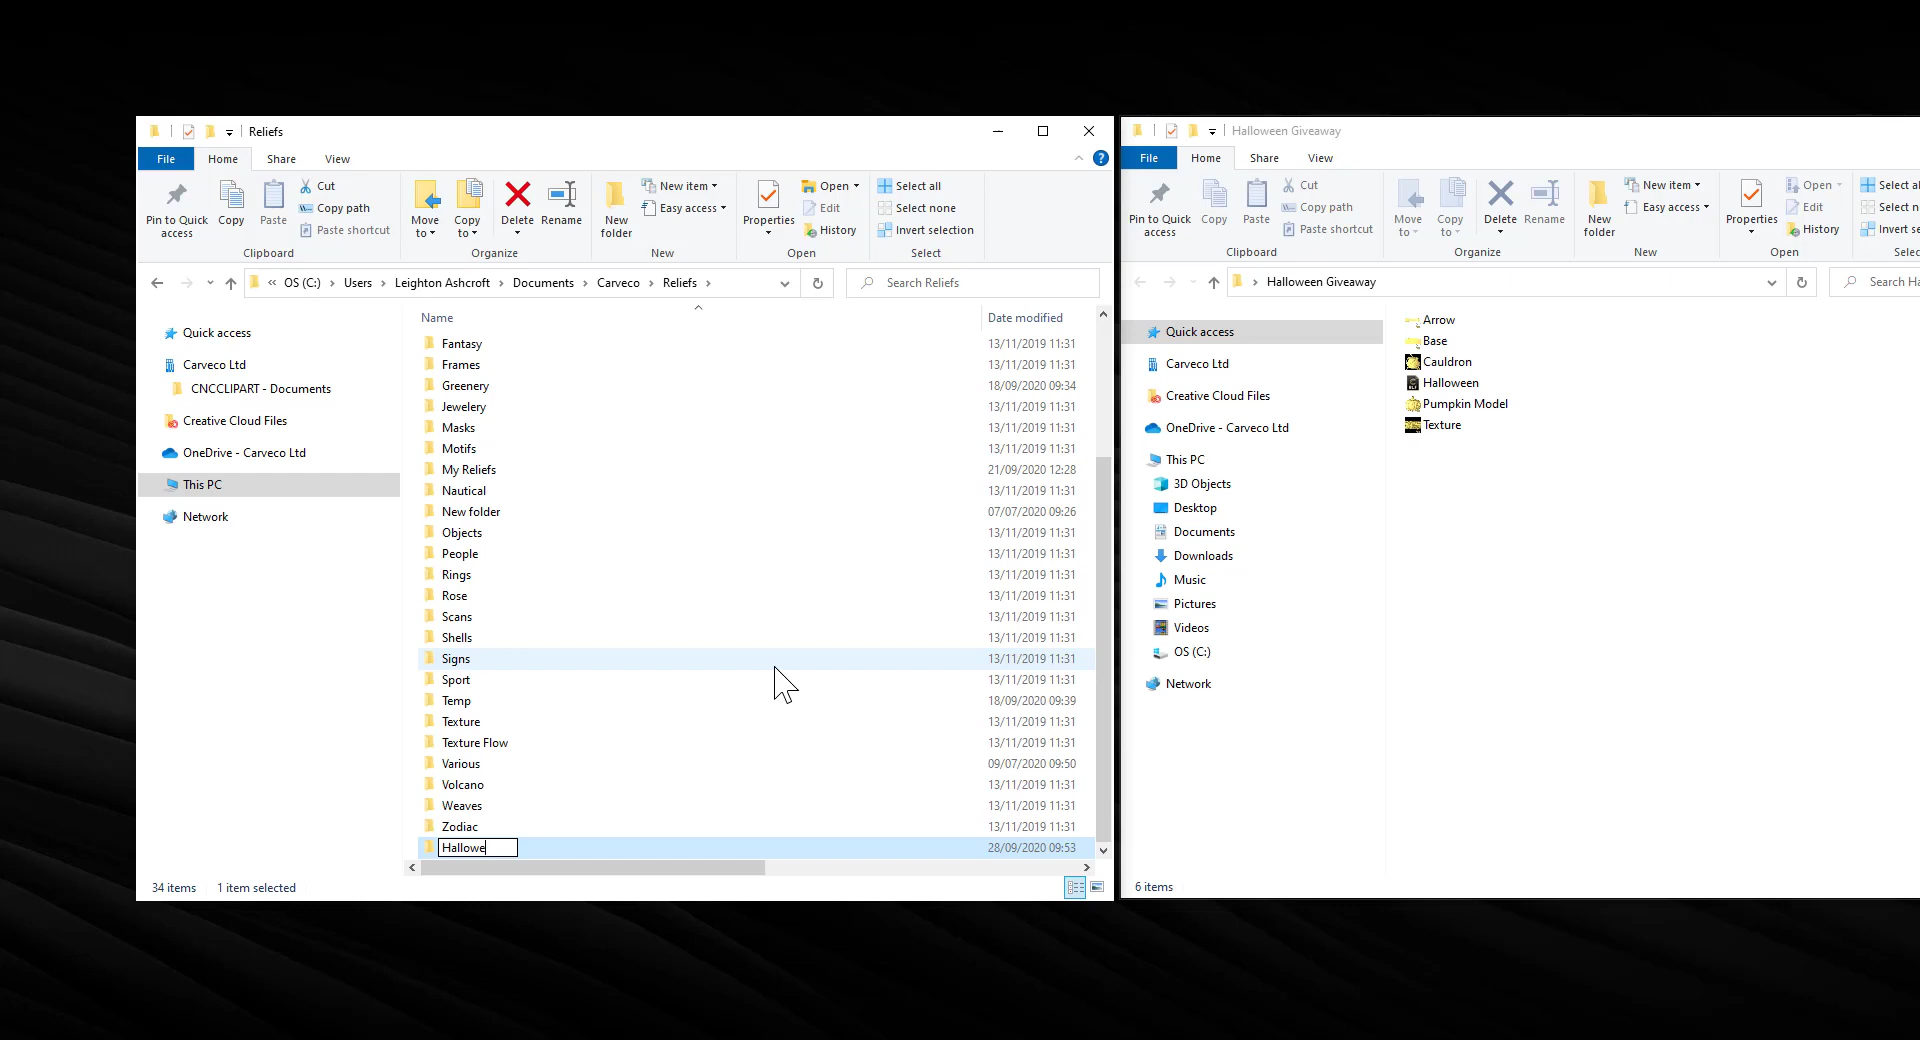 Reliefs
File Home Share View
Pin to Quick access
Copy
Paste
Cut
Copy path
Paste shortcut
Clipboard
Move to
Copy to
Delete
Rename
Organize
New folder
New item
Easy access
New
Properties
Open
Edit
History
Open
Select all
Select none
Invert selection
Select
« OS (C:) > Users > Leighton Ashcroft > Documents > Carveco > Reliefs >
Search Reliefs
Quick access
Carveco Ltd
CNCCLIPART - Documents
Creative Cloud Files
OneDrive - Carveco Ltd
This PC
Network
Name Date modified
Fantasy 13/11/2019 11:31
Frames 13/11/2019 11:31
Greenery 18/09/2020 09:34
Jewelery 13/11/2019 11:31
Masks 13/11/2019 11:31
Motifs 13/11/2019 11:31
My Reliefs 21/09/2020 12:28
Nautical 13/11/2019 11:31
New folder 07/07/2020 09:26
Objects 13/11/2019 11:31
People 13/11/2019 11:31
Rings 13/11/2019 11:31
Rose 13/11/2019 11:31
Scans 13/11/2019 11:31
Shells 13/11/2019 11:31
Signs 13/11/2019 11:31
Sport 13/11/2019 11:31
Temp 18/09/2020 09:39
Texture 13/11/2019 11:31
Texture Flow 13/11/2019 11:31
Various 09/07/2020 09:50
Volcano 13/11/2019 11:31
Weaves 13/11/2019 11:31
Zodiac 13/11/2019 11:31
Hallowe 28/09/2020 09:53
34 items 1 item selected
Halloween Giveaway
File Home Share View
Pin to Quick access
Copy
Paste
Cut
Copy path
Paste shortcut
Clipboard
Move to
Copy to
Delete
Rename
Organize
New folder
New item
Easy access
New
Properties
Open
Edit
History
Open
Select al
Select n
Invert se
Selec
> Halloween Giveaway
Search Ha
Quick access
Carveco Ltd
Creative Cloud Files
OneDrive - Carveco Ltd
This PC
3D Objects
Desktop
Documents
Downloads
Music
Pictures
Videos
OS (C:)
Network
Arrow
Base
Cauldron
Halloween
Pumpkin Model
Texture
6 items